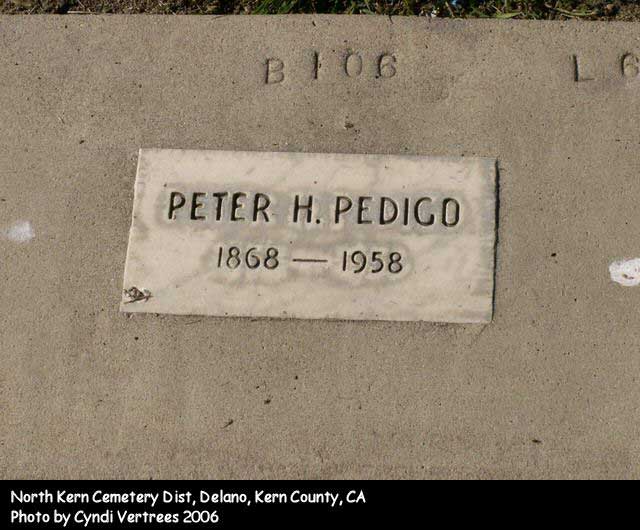 B 106 L 6
PETER H. PEDIGO
1868 — 1958
North Kern Cemetery Dist, Delano, Kern County, CA
Photo by Cyndi Vertrees 2006